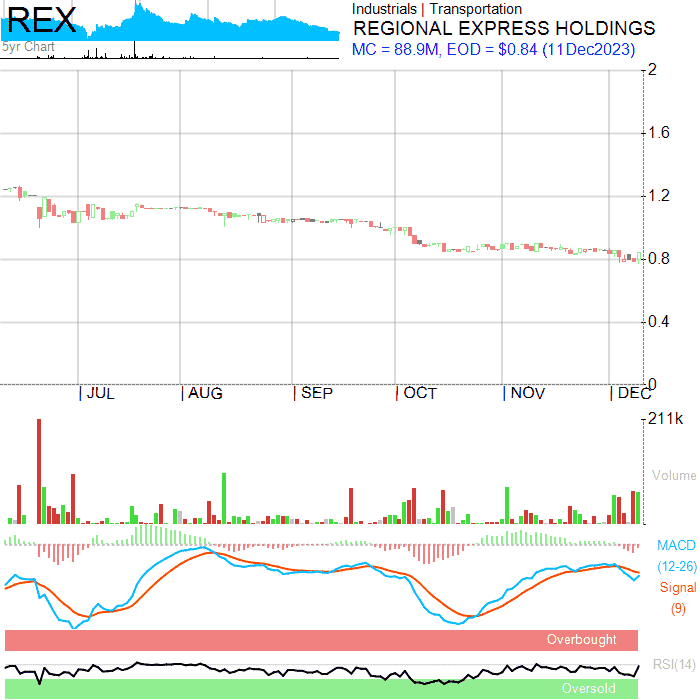 REX
5yr Chart
Industrials | Transportation
REGIONAL EXPRESS HOLDINGS
MC = 88.9M, EOD = $0.84 (11Dec2023)
2
1.6
1.2
0.8
0.4
0
| JUL | AUG | SEP | OCT | NOV | DEC
211k
Volume
MACD
(12-26)
Signal
(9)
Overbought
RSI(14)
Oversold